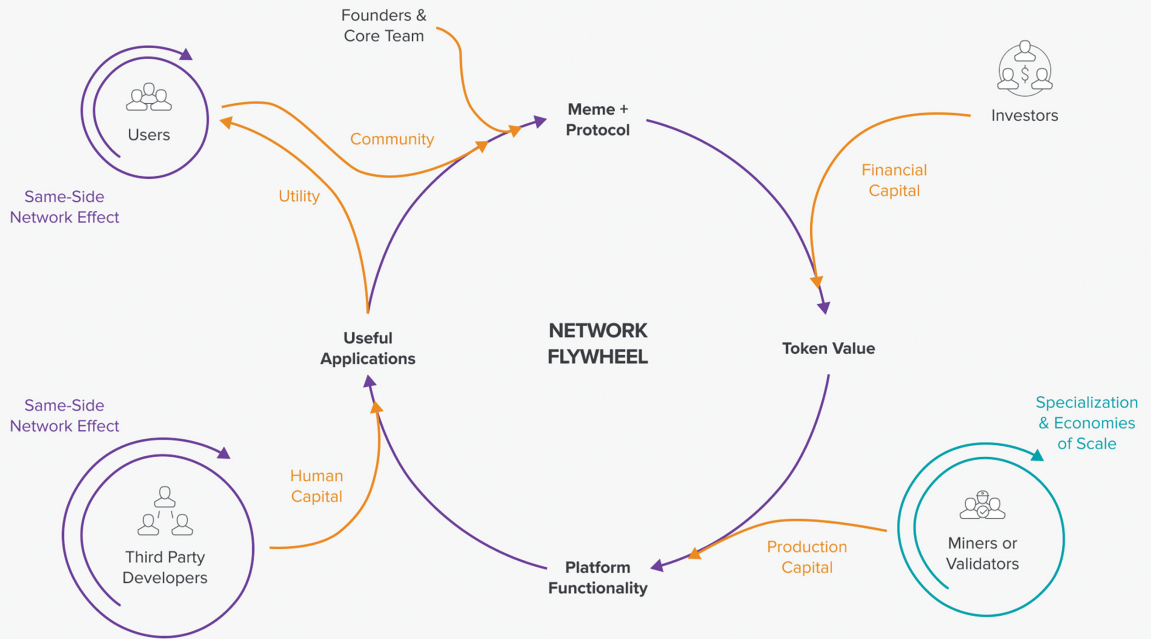 Founders &
Core Team
Users
Same-Side
Network Effect
Community
Utility
Meme +
Protocol
Investors
Financial
Capital
NETWORK
FLYWHEEL
Useful
Applications
Token Value
Same-Side
Network Effect
Third Party
Developers
Human
Capital
Platform
Functionality
Production
Capital
Specialization
& Economies
of Scale
Miners or
Validators
$